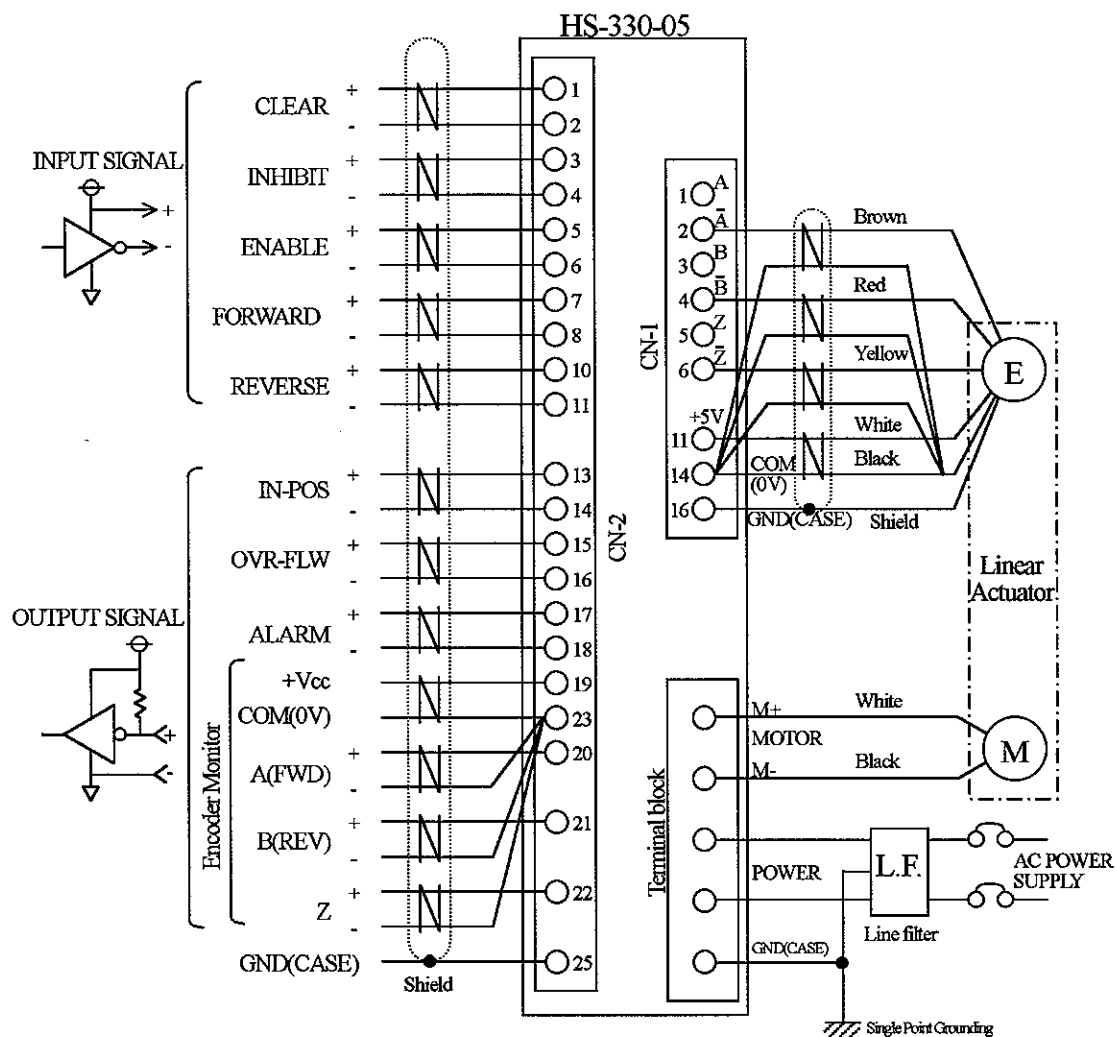 HS-330-05
INPUT SIGNAL
+
-
CLEAR
+
-
1
2
INHIBIT
+
-
3
4
ENABLE
+
-
5
6
FORWARD
+
-
7
8
REVERSE
+
-
10
11
OUTPUT SIGNAL
+
-
IN-POS
+
-
13
14
OVR-FLW
+
-
15
16
ALARM
+
-
17
18
Encoder Monitor
+Vcc
19
COM(0V)
23
A(FWD)
+
-
20
B(REV)
+
-
21
Z
+
-
22
GND(CASE)
Shield
25
CN-2
CN-1
1 A
2 A̅
3 B
4 B̅
5 Z
6 Z̅
+5V
11
14
COM
(0V)
16
GND(CASE)
Brown
Red
Yellow
White
Black
Shield
E
Linear
Actuator
Terminal block
M+
MOTOR
M-
White
Black
M
POWER
L.F.
Line filter
AC POWER
SUPPLY
GND(CASE)
Single Point Grounding